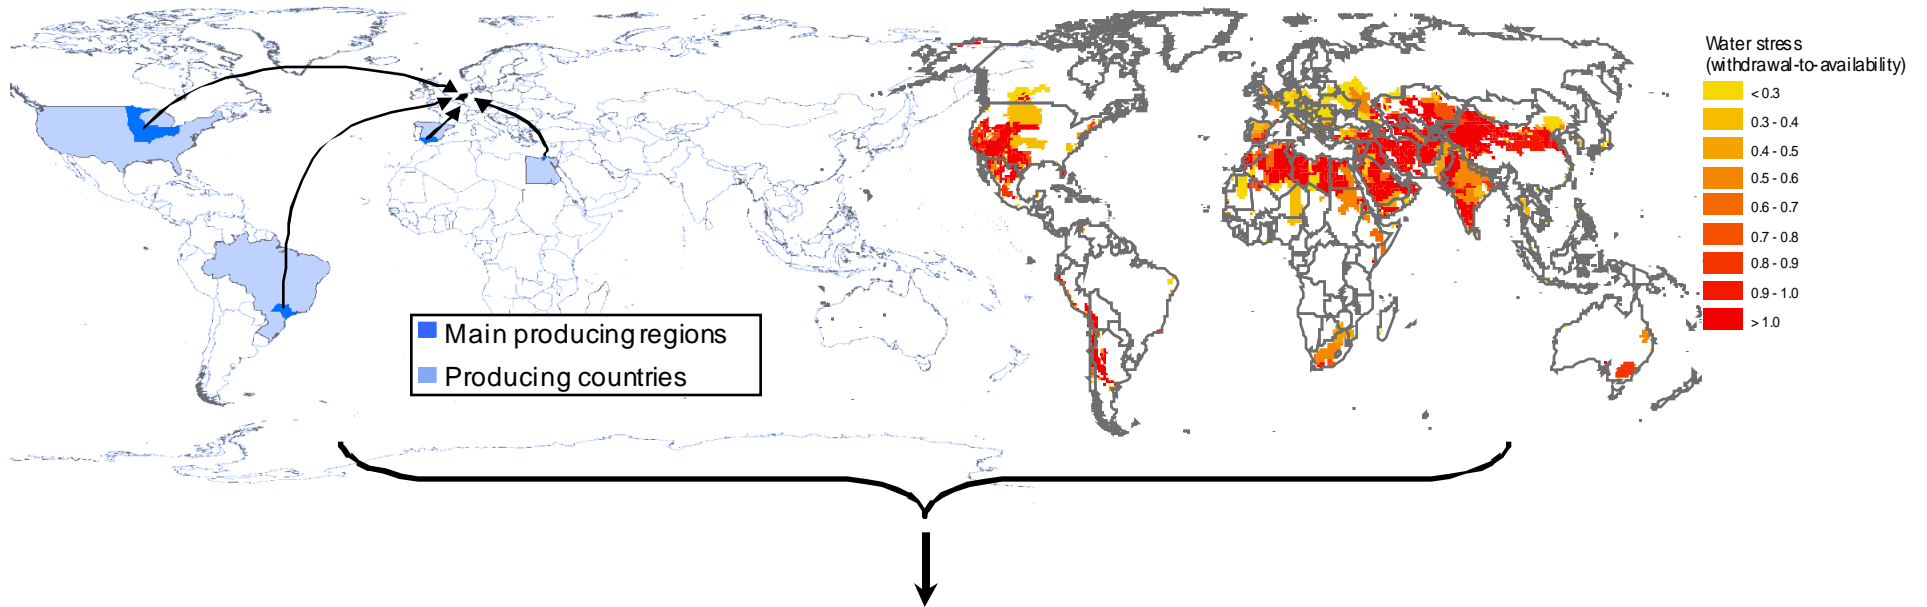 Water stress
(withdrawal-to-availability)
< 0.3
0.3 - 0.4
0.4 - 0.5
0.5 - 0.6
0.6 - 0.7
0.7 - 0.8
0.8 - 0.9
0.9 - 1.0
> 1.0
Main producing regions
Producing countries